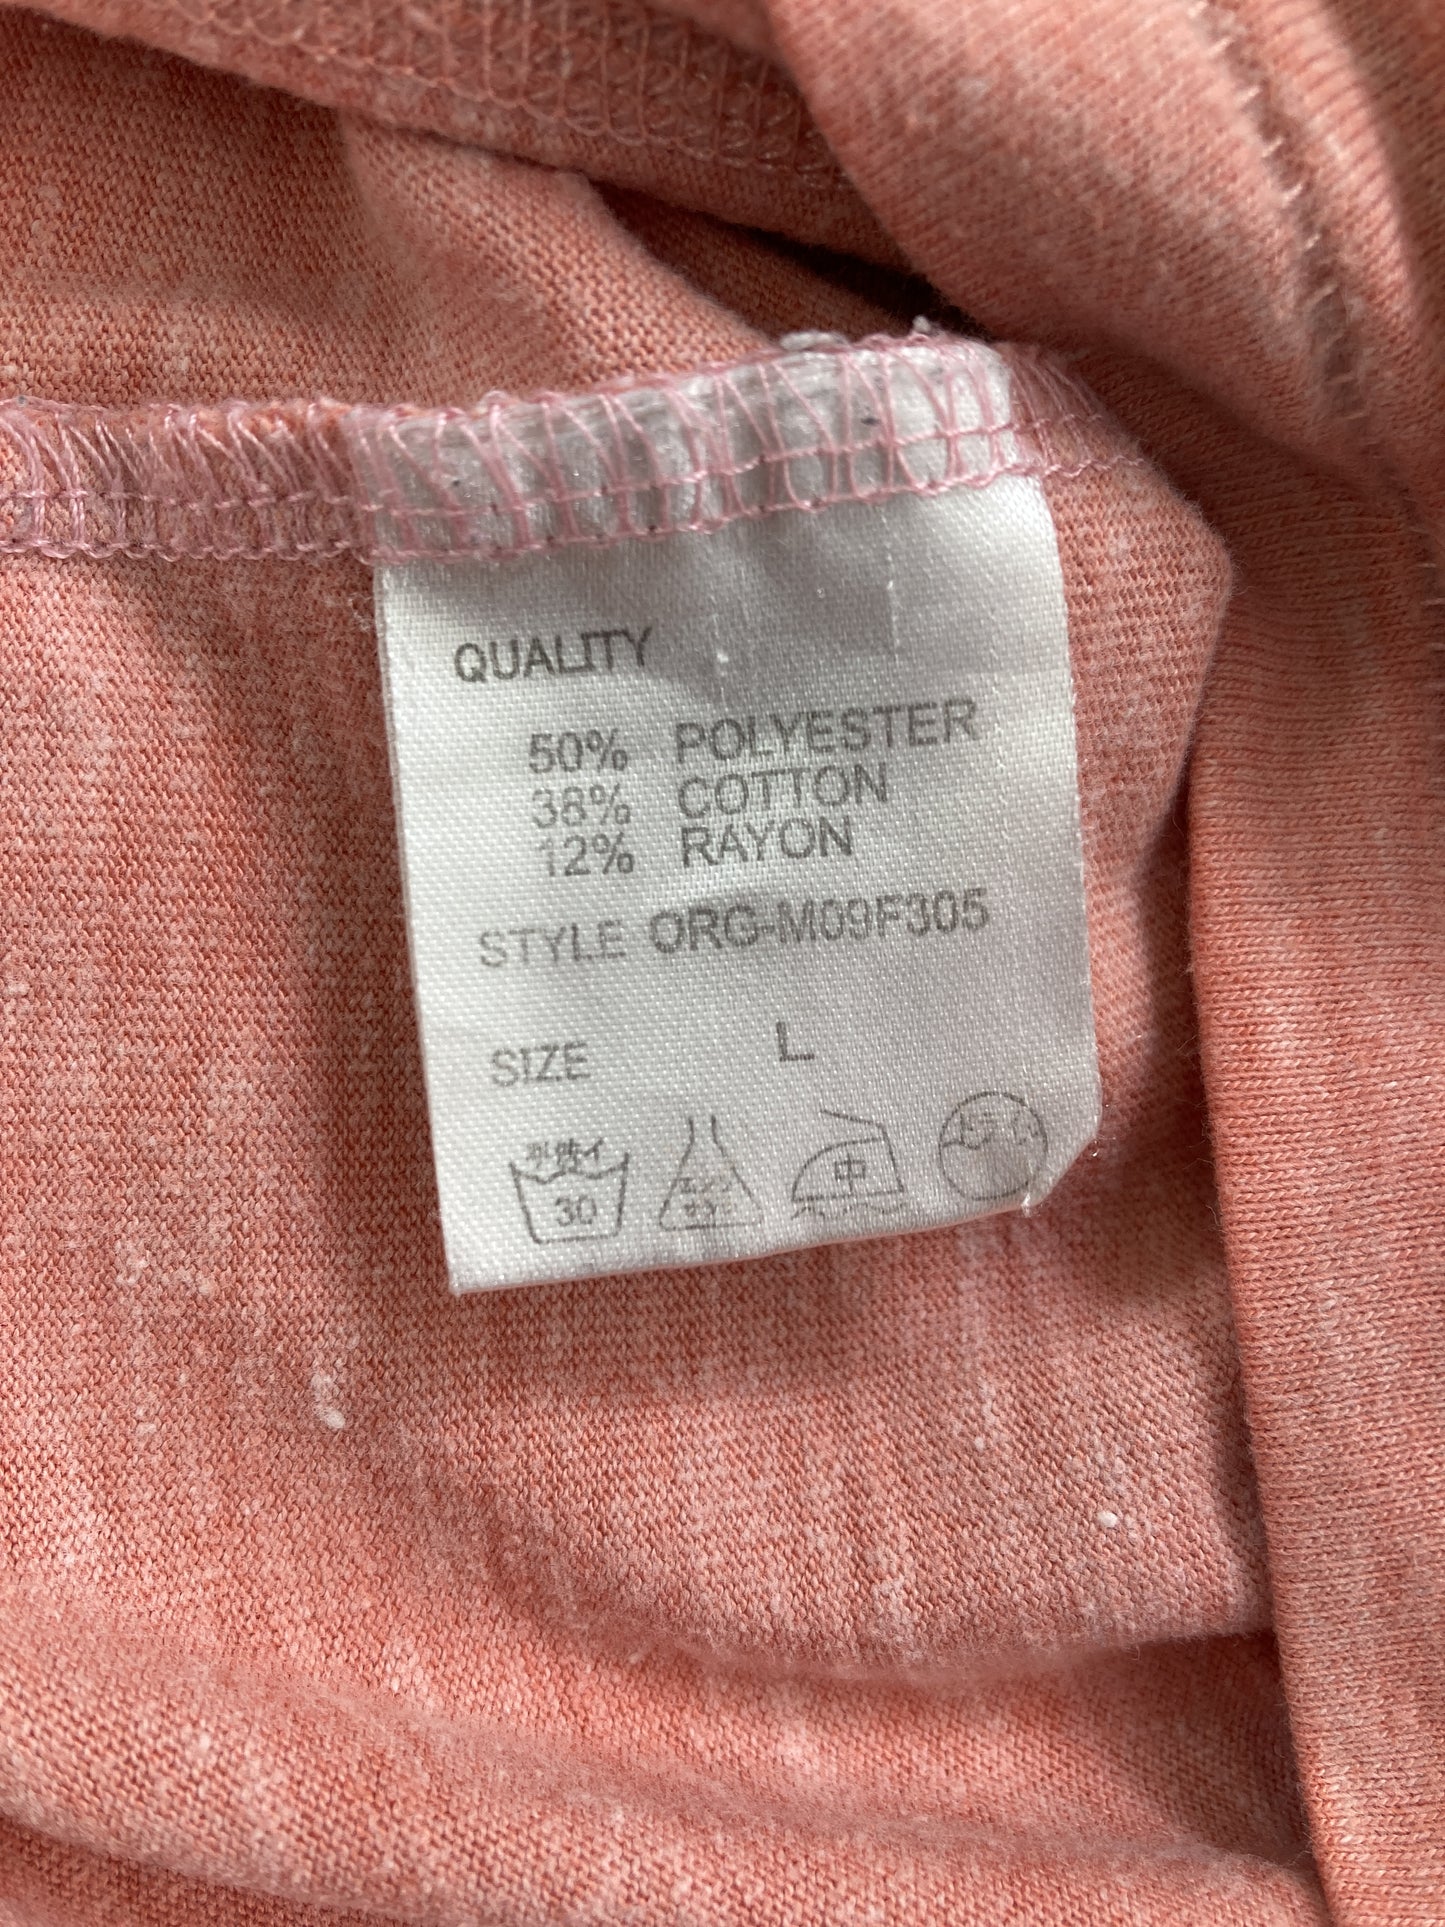 QUALITY
50% POLYESTER
38% COTTON
12% RAYON
STYLE ORG-M09F305
SIZE L
手洗イ
30
中